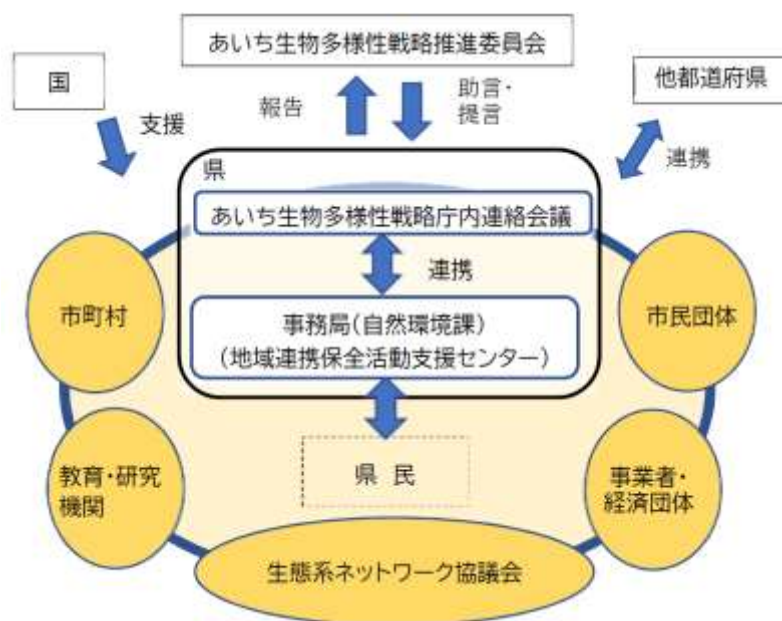 あいち生物多様性戦略推進委員会
国
他都道府県
支援
報告
助言・
提言
連携
県
あいち生物多様性戦略庁内連絡会議
連携
市町村
事務局(自然環境課)
(地域連携保全活動支援センター)
市民団体
教育・研究
機関
県 民
事業者・
経済団体
生態系ネットワーク協議会